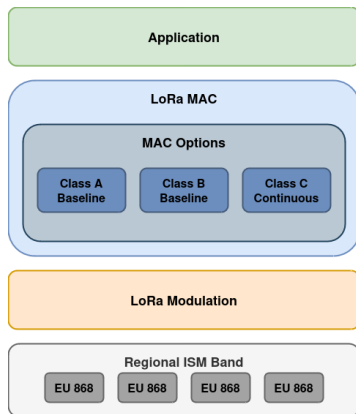 Application
LoRa MAC
MAC Options
Class A
Baseline
Class B
Baseline
Class C
Continuous
LoRa Modulation
Regional ISM Band
EU 868
EU 868
EU 868
EU 868